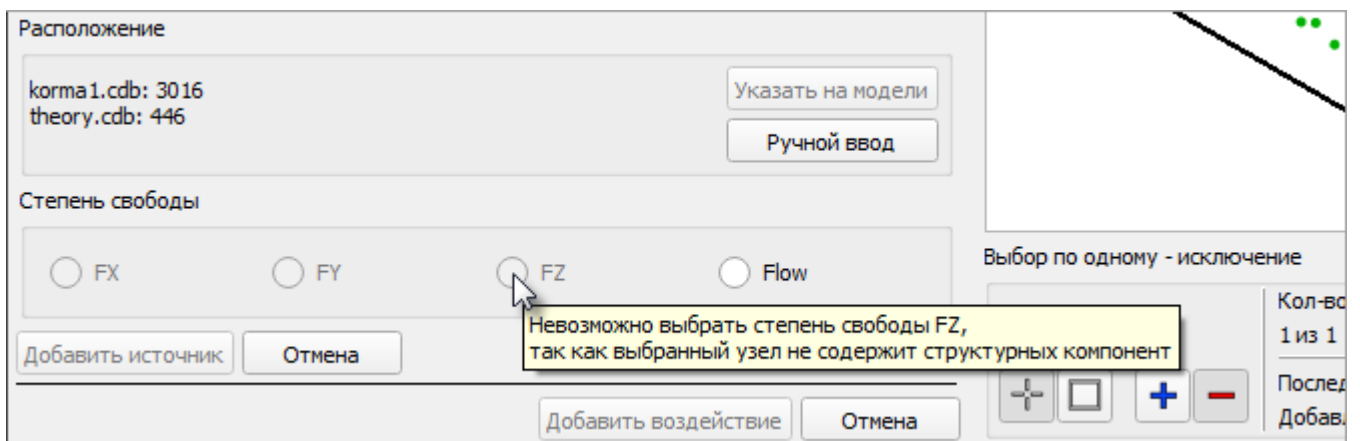 Расположение
korma1.cdb: 3016
theory.cdb: 446
Указать на модели
Ручной ввод
Степень свободы
FX
FY
FZ
Flow
Невозможно выбрать степень свободы FZ,
так как выбранный узел не содержит структурных компонент
Добавить источник
Отмена
Добавить воздействие
Отмена
Выбор по одному - исключение
Кол-во
1 из 1